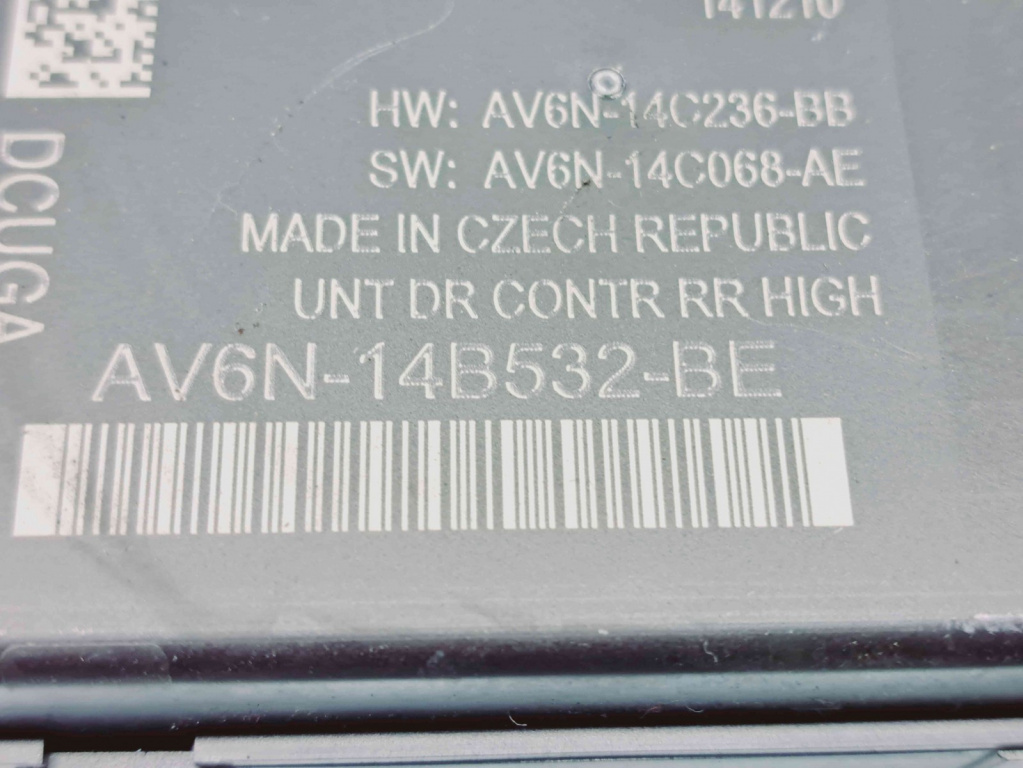 141210
HW: AV6N-14C236-BB
SW: AV6N-14C068-AE
MADE IN CZECH REPUBLIC
UNT DR CONTR RR HIGH
AV6N-14B532-BE
DCUGA